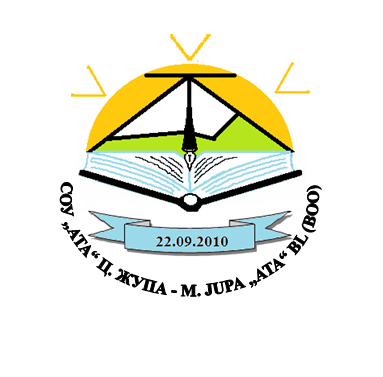 22.09.2010
СОУ „АТА“ Ц. ЖУПА - M. JUPA „ATA“ BL (BOO)